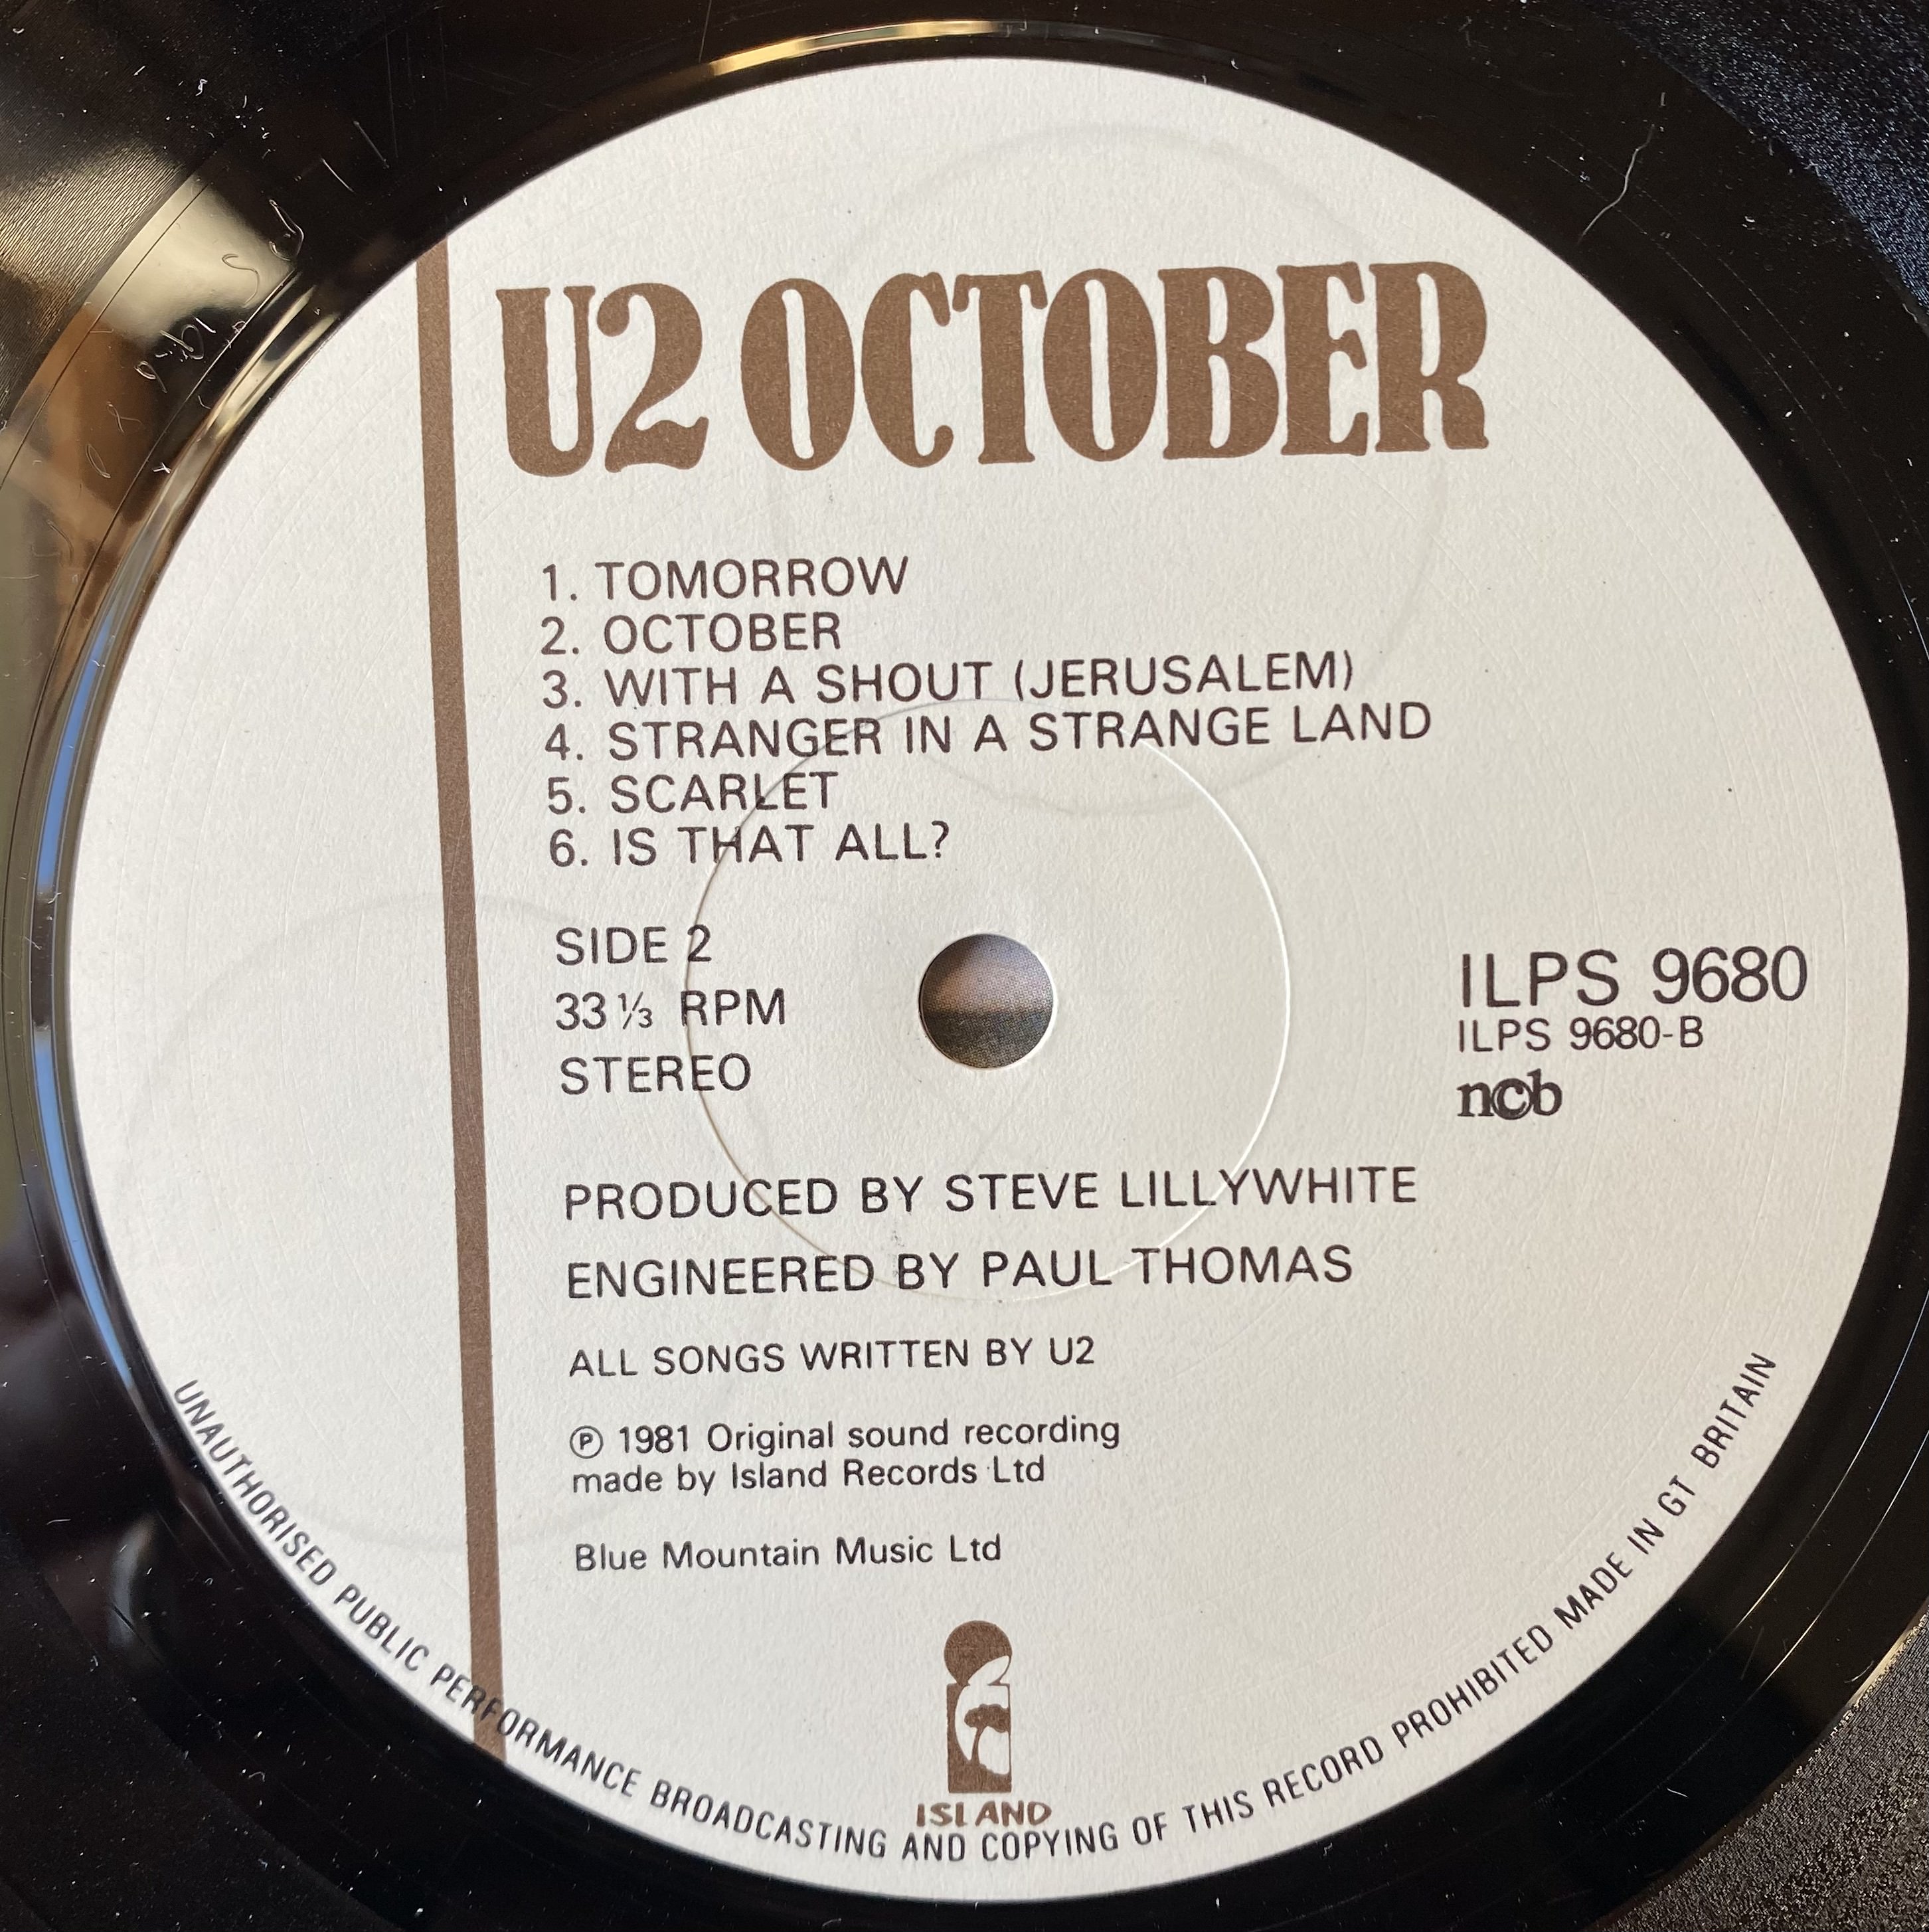 U2 OCTOBER
1. TOMORROW
2. OCTOBER
3. WITH A SHOUT (JERUSALEM)
4. STRANGER IN A STRANGE LAND
5. SCARLET
6. IS THAT ALL?
SIDE 2
33 ⅓ RPM
STEREO
ILPS 9680
ILPS 9680-B
ncb
PRODUCED BY STEVE LILLYWHITE
ENGINEERED BY PAUL THOMAS
ALL SONGS WRITTEN BY U2
℗ 1981 Original sound recording
made by Island Records Ltd
Blue Mountain Music Ltd
ISLAND
UNAUTHORISED PUBLIC PERFORMANCE BROADCASTING AND COPYING OF THIS RECORD PROHIBITED MADE IN GT BRITAIN